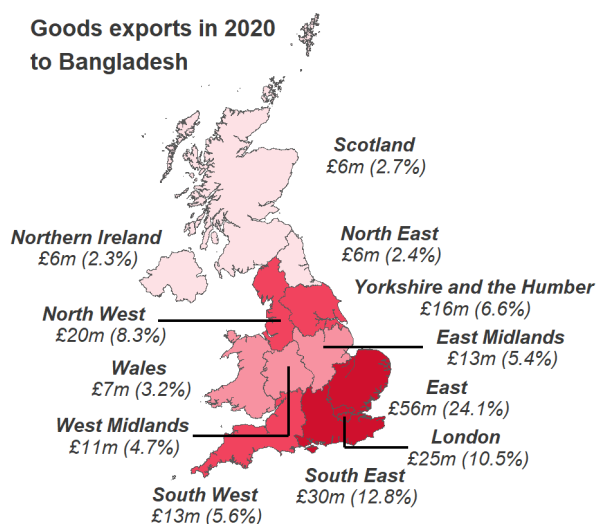 Goods exports in 2020
to Bangladesh
Scotland
£6m (2.7%)
Northern Ireland
£6m (2.3%)
North East
£6m (2.4%)
Yorkshire and the Humber
£16m (6.6%)
North West
£20m (8.3%)
East Midlands
£13m (5.4%)
Wales
£7m (3.2%)
East
£56m (24.1%)
West Midlands
£11m (4.7%)
London
£25m (10.5%)
South East
£30m (12.8%)
South West
£13m (5.6%)